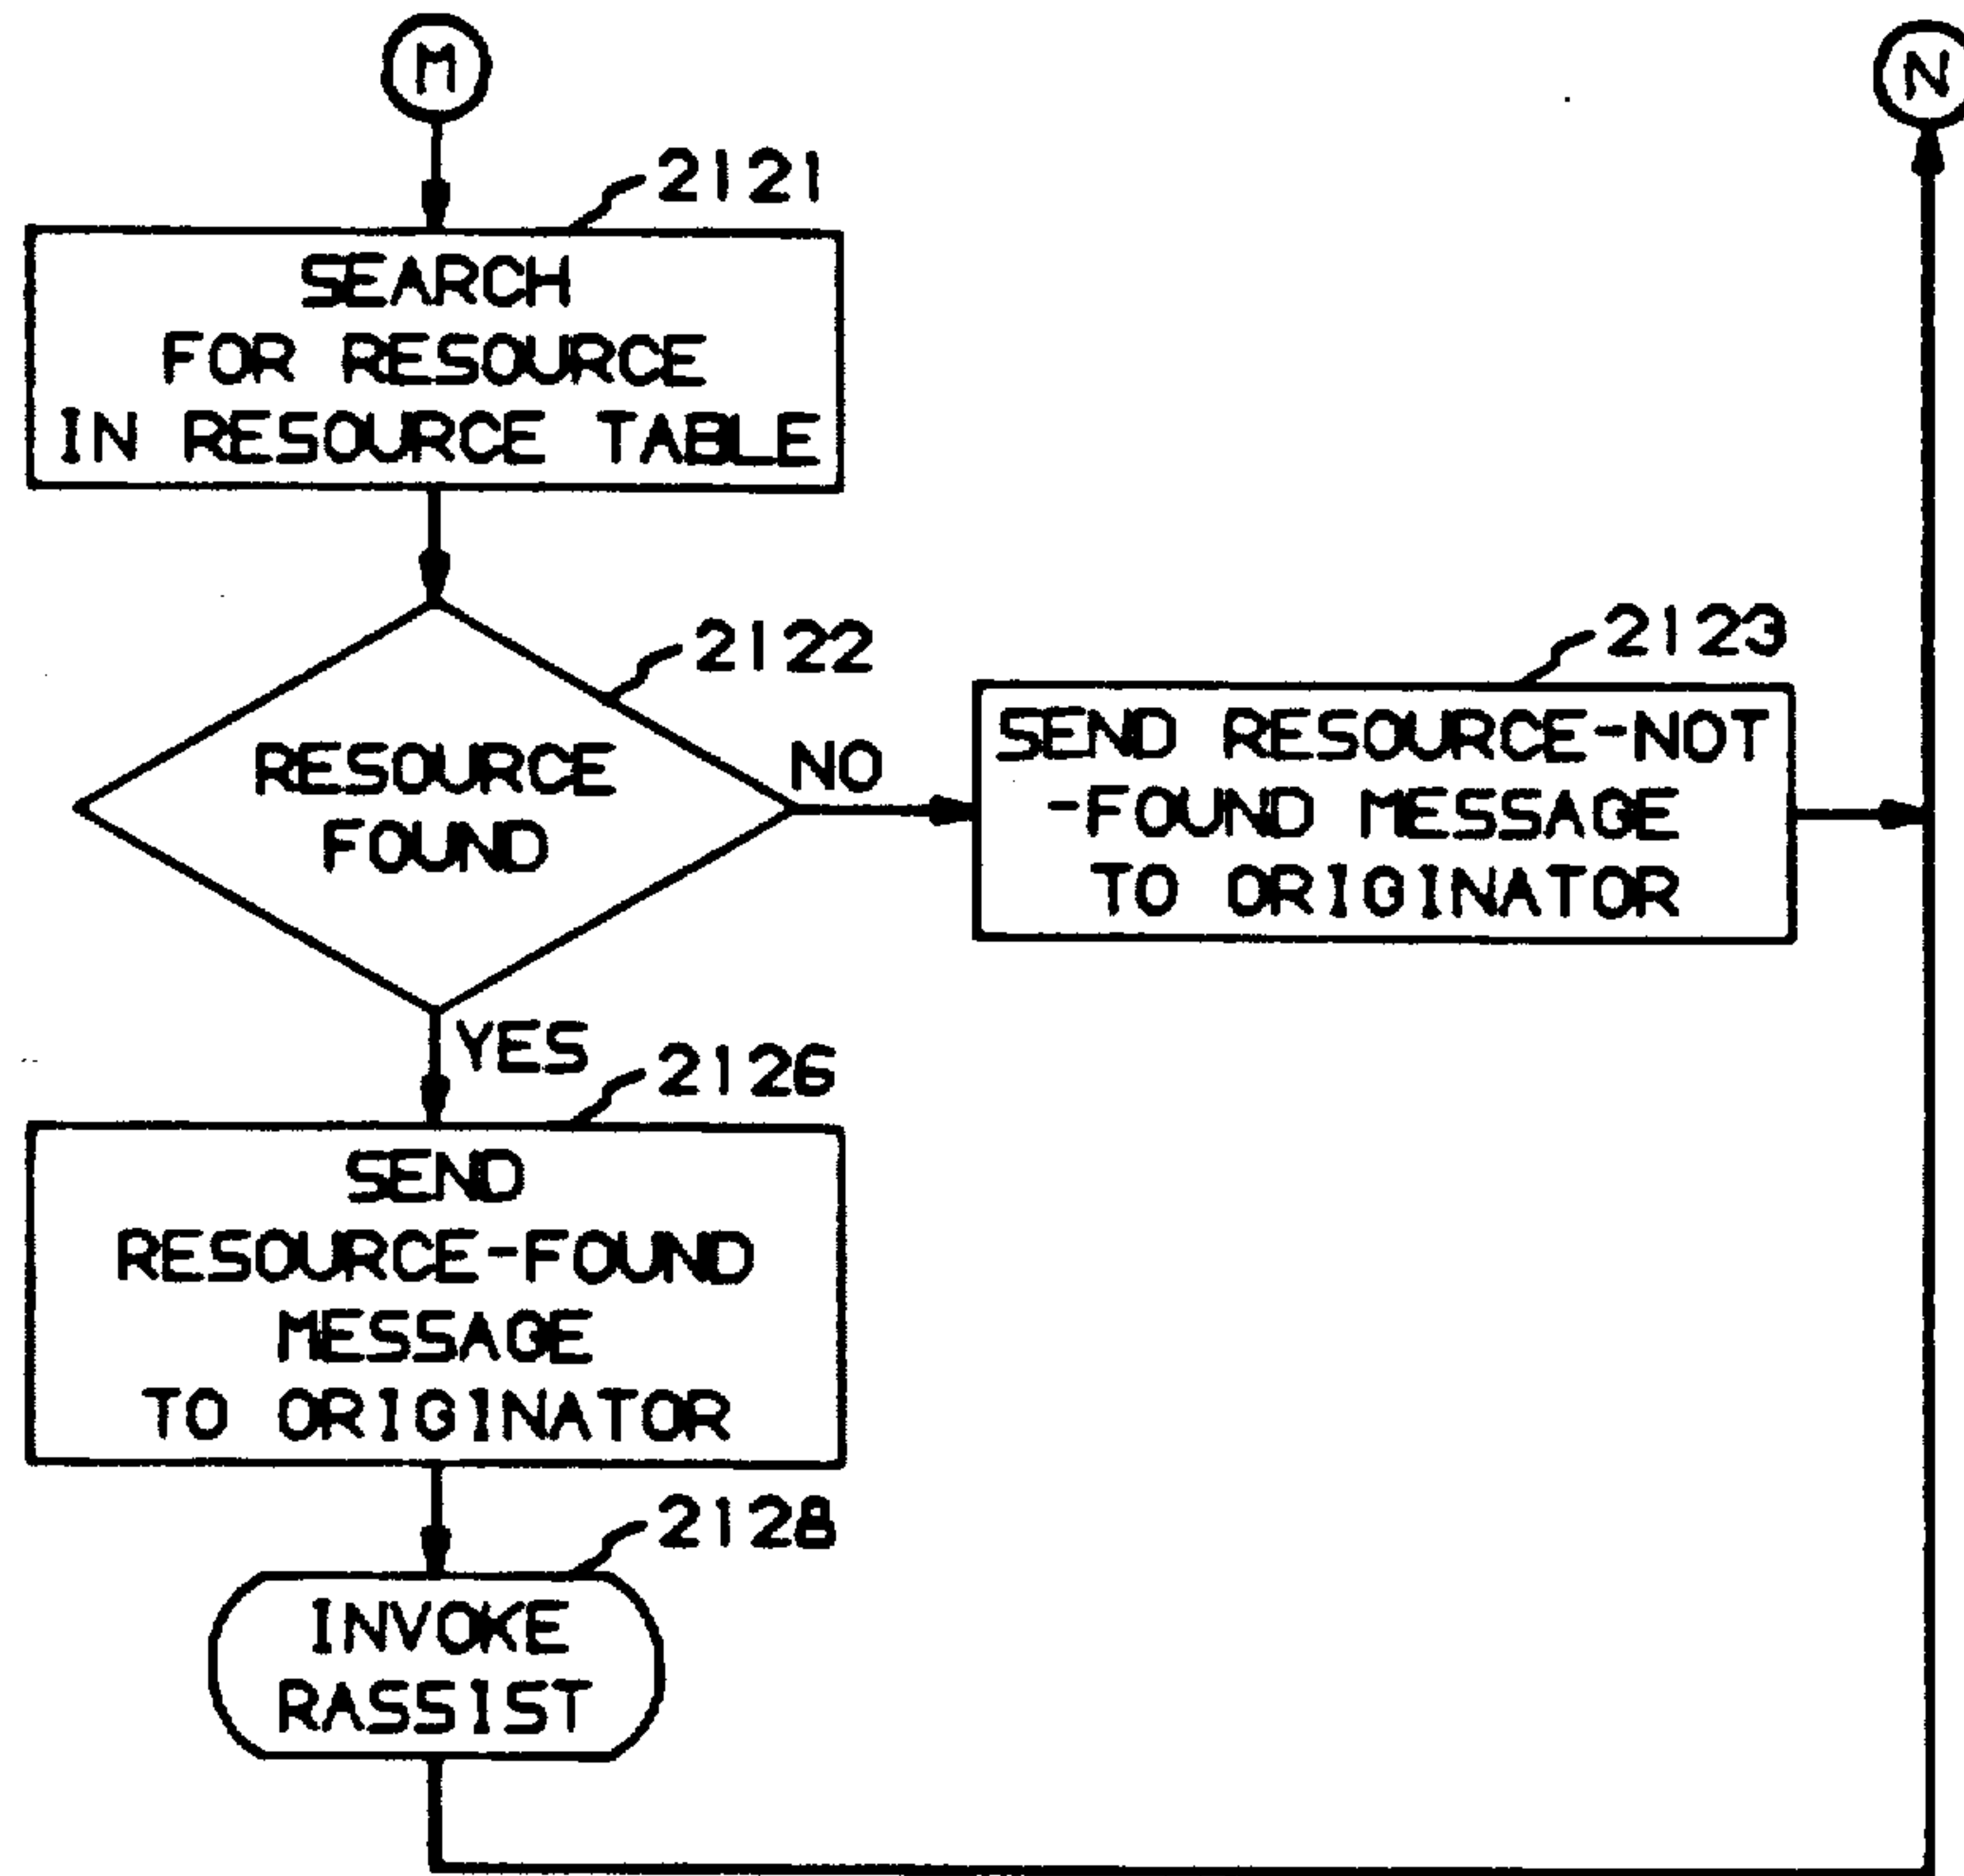 M
N
2121
SEARCH
FOR RESOURCE
IN RESOURCE TABLE
2122
RESOURCE
FOUND
NO
2123
SEND RESOURCE-NOT
-FOUND MESSAGE
TO ORIGINATOR
YES
2126
SEND
RESOURCE-FOUND
MESSAGE
TO ORIGINATOR
2128
INVOKE
RASSIST